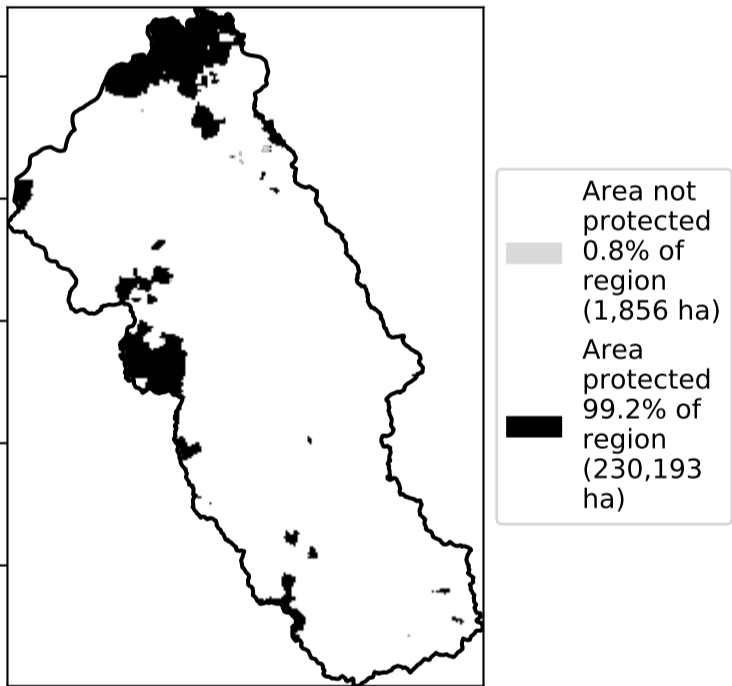 Area not
protected
0.8% of
region
(1,856 ha)
Area
protected
99.2% of
region
(230,193
ha)